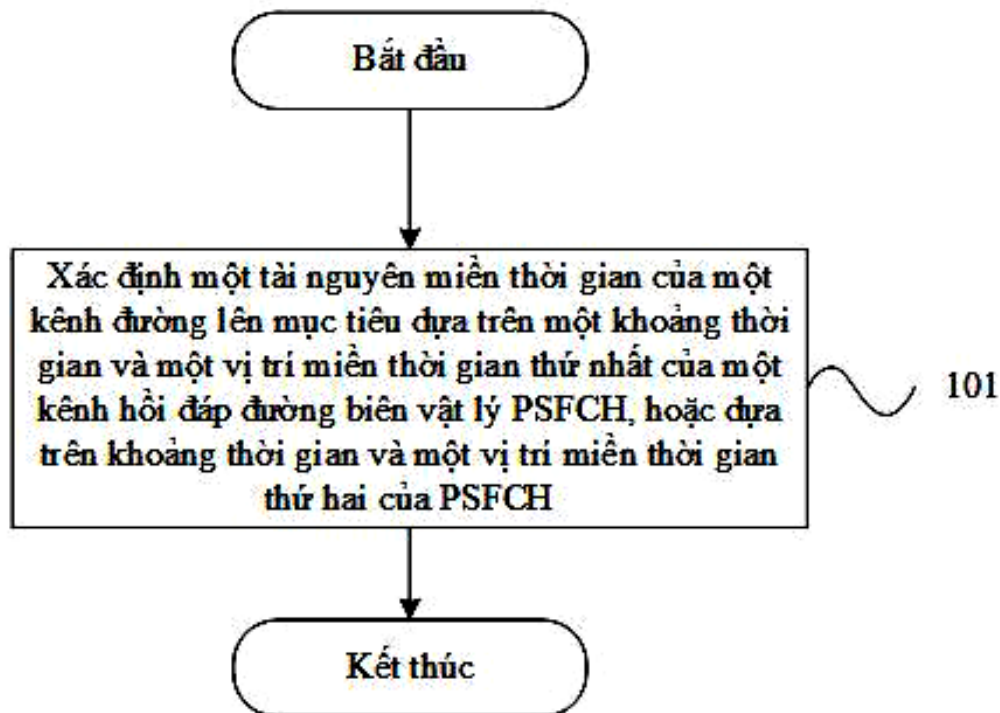 Bắt đầu
Xác định một tài nguyên miền thời gian của một
kênh đường lên mục tiêu dựa trên một khoảng thời
gian và một vị trí miền thời gian thứ nhất của một
kênh hồi đáp đường biên vật lý PSFCH, hoặc dựa
trên khoảng thời gian và một vị trí miền thời gian
thứ hai của PSFCH
101
Kết thúc